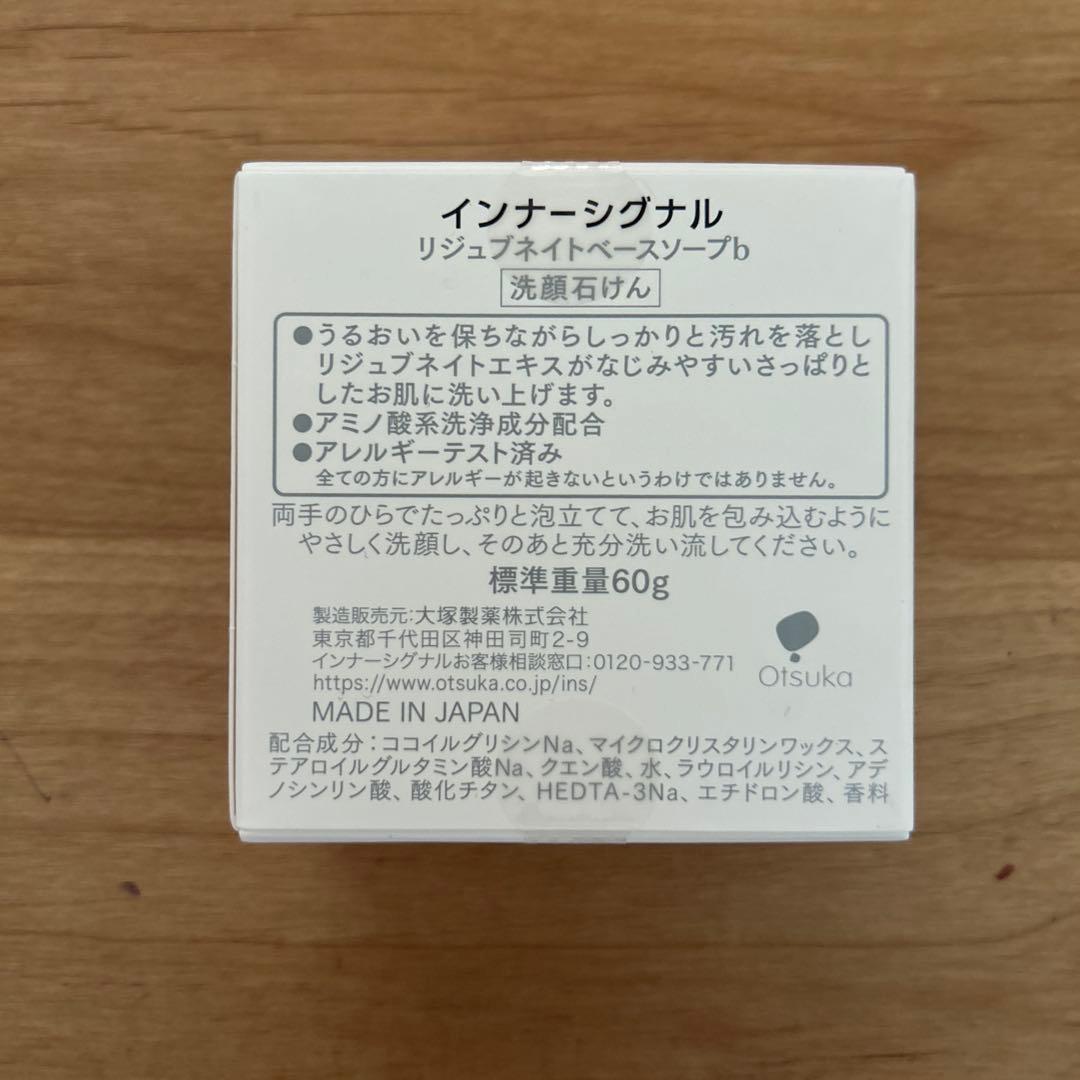 インナーシグナル
リジュブネイトベースソープb
洗顔石けん
●うるおいを保ちながらしっかりと汚れを落とし
リジュブネイトエキスがなじみやすいさっぱりと
したお肌に洗い上げます。
●アミノ酸系洗浄成分配合
●アレルギーテスト済み
全ての方にアレルギーが起きないというわけではありません。
両手のひらでたっぷりと泡立てて、お肌を包み込むように
やさしく洗顔し、そのあと充分洗い流してください。
標準重量60g
製造販売元:大塚製薬株式会社
東京都千代田区神田司町2-9
インナーシグナルお客様相談窓口:0120-933-771
https://www.otsuka.co.jp/ins/
MADE IN JAPAN
Otsuka
配合成分:ココイルグリシンNa、マイクロクリスタリンワックス、ス
テアロイルグルタミン酸Na、クエン酸、水、ラウロイルリシン、アデ
ノシンリン酸、酸化チタン、HEDTA-3Na、エチドロン酸、香料